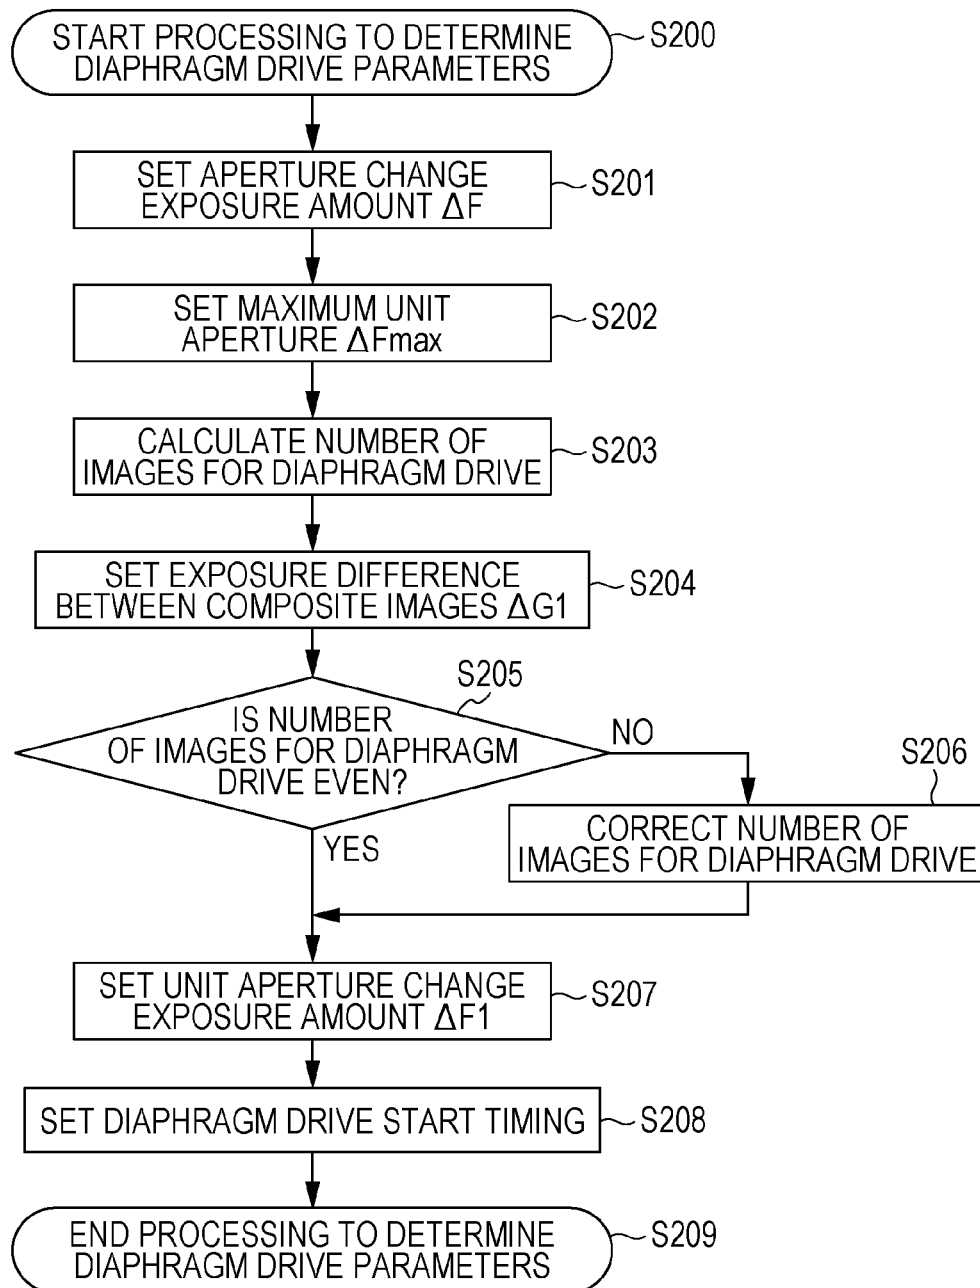 START PROCESSING TO DETERMINE
DIAPHRAGM DRIVE PARAMETERS
S200
SET APERTURE CHANGE
EXPOSURE AMOUNT ΔF
S201
SET MAXIMUM UNIT
APERTURE ΔFmax
S202
CALCULATE NUMBER OF
IMAGES FOR DIAPHRAGM DRIVE
S203
SET EXPOSURE DIFFERENCE
BETWEEN COMPOSITE IMAGES ΔG1
S204
S205
IS NUMBER
OF IMAGES FOR DIAPHRAGM
DRIVE EVEN?
NO
YES
S206
CORRECT NUMBER OF
IMAGES FOR DIAPHRAGM DRIVE
SET UNIT APERTURE CHANGE
EXPOSURE AMOUNT ΔF1
S207
SET DIAPHRAGM DRIVE START TIMING
S208
END PROCESSING TO DETERMINE
DIAPHRAGM DRIVE PARAMETERS
S209